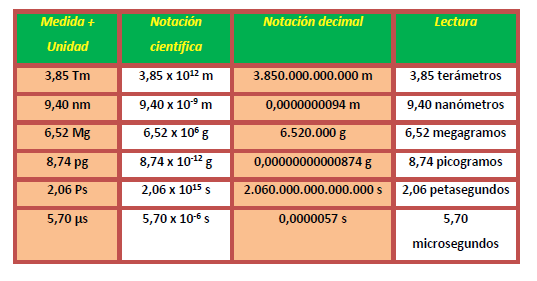 Medida + Unidad Notación científica Notación decimal Lectura
3,85 Tm 3,85 x 10¹² m 3.850.000.000.000 m 3,85 terámetros
9,40 nm 9,40 x 10⁻⁹ m 0,0000000094 m 9,40 nanómetros
6,52 Mg 6,52 x 10⁶ g 6.520.000 g 6,52 megagramos
8,74 pg 8,74 x 10⁻¹² g 0,00000000000874 g 8,74 picogramos
2,06 Ps 2,06 x 10¹⁵ s 2.060.000.000.000.000 s 2,06 petasegundos
5,70 µs 5,70 x 10⁻⁶ s 0,0000057 s 5,70 microsegundos